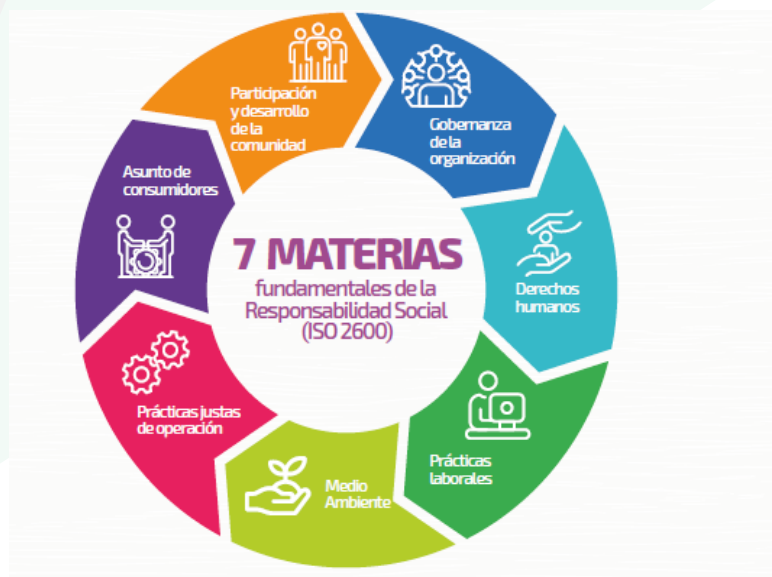 7 MATERIAS
fundamentales de la
Responsabilidad Social
(ISO 2600)
Gobernanza
de la
organización
Derechos
humanos
Prácticas
laborales
Medio
Ambiente
Prácticas justas
de operación
Asunto de
consumidores
Participación
y desarrollo
de la
comunidad